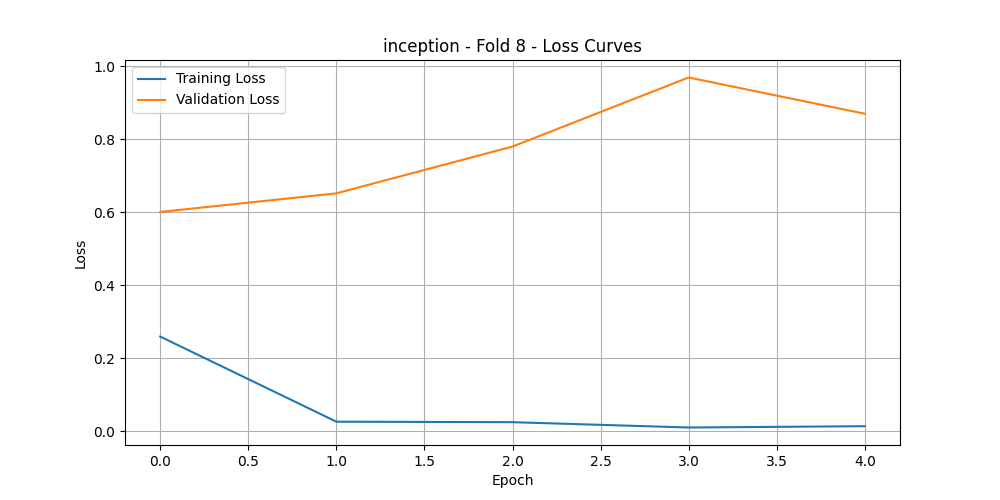 inception - Fold 8 - Loss Curves
Training Loss
Validation Loss
1.0
0.8
0.6
0.4
0.2
0.0
Loss
0.0 0.5 1.0 1.5 2.0 2.5 3.0 3.5 4.0
Epoch